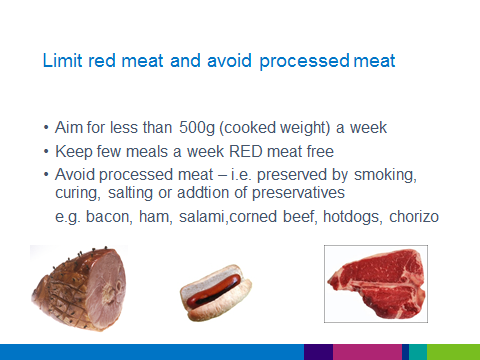 Limit red meat and avoid processed meat
• Aim for less than 500g (cooked weight) a week
• Keep few meals a week RED meat free
• Avoid processed meat – i.e. preserved by smoking,
curing, salting or addtion of preservatives
e.g. bacon, ham, salami,corned beef, hotdogs, chorizo